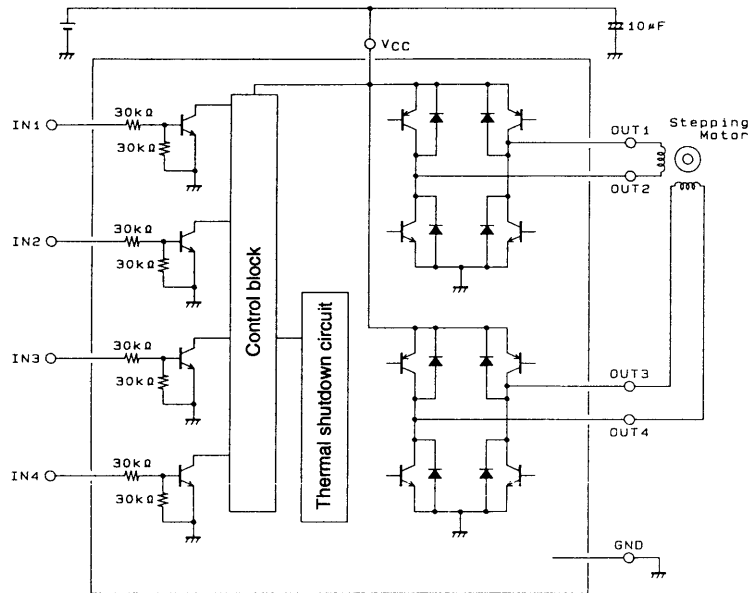 10μF
VCC
IN1
30kΩ
30kΩ
OUT1
Stepping
Motor
OUT2
IN2
30kΩ
30kΩ
Control block
Thermal shutdown circuit
IN3
30kΩ
30kΩ
OUT3
OUT4
IN4
30kΩ
30kΩ
GND